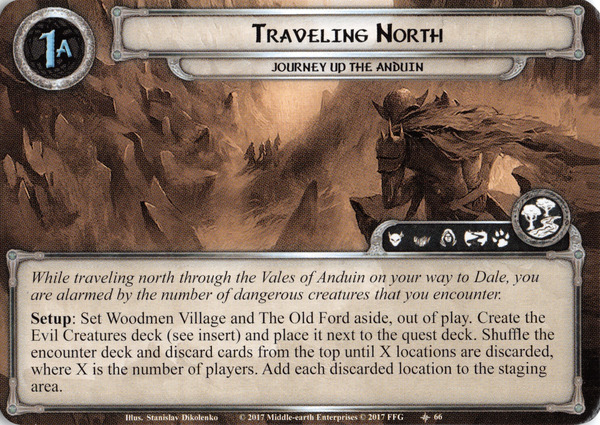 1A
Traveling North
Journey up the Anduin
While traveling north through the Vales of Anduin on your way to Dale, you
are alarmed by the number of dangerous creatures that you encounter.
Setup: Set Woodmen Village and The Old Ford aside, out of play. Create the
Evil Creatures deck (see insert) and place it next to the quest deck. Shuffle the
encounter deck and discard cards from the top until X locations are discarded,
where X is the number of players. Add each discarded location to the staging
area.
Illus. Stanislav Dikolenko © 2017 Middle-earth Enterprises © 2017 FFG 66